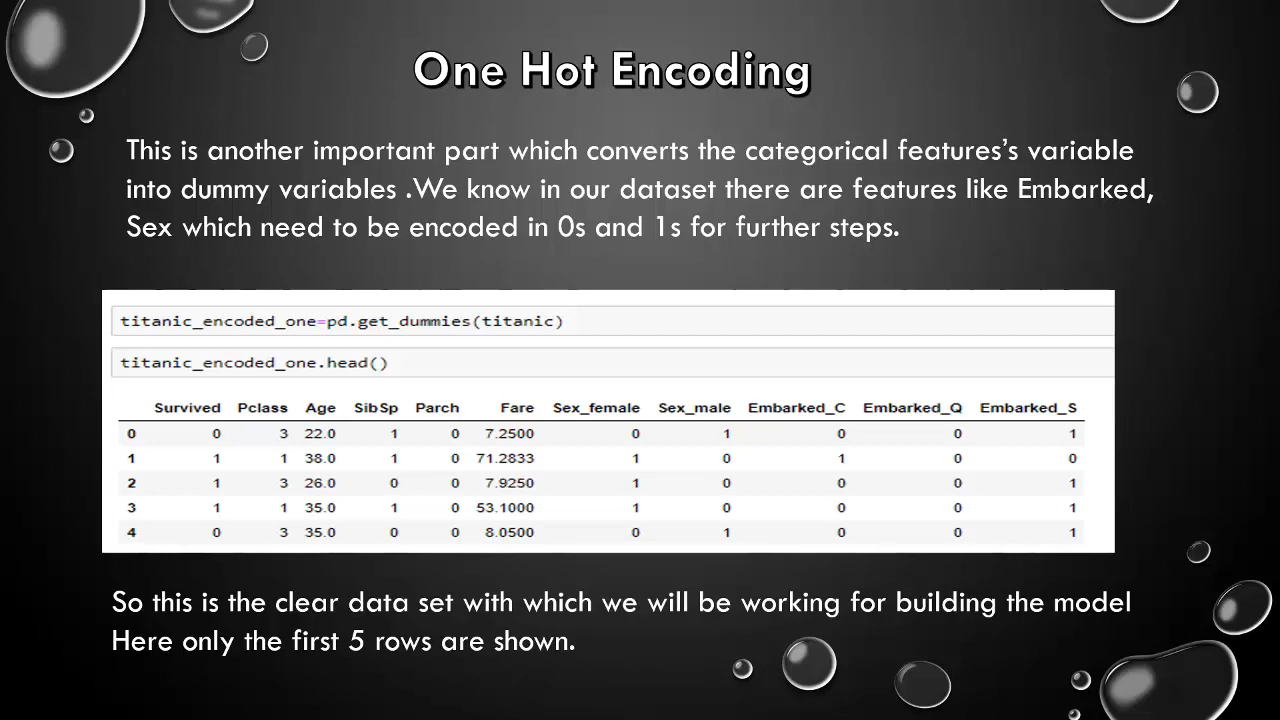 One Hot Encoding
This is another important part which converts the categorical features's variable
into dummy variables .We know in our dataset there are features like Embarked,
Sex which need to be encoded in 0s and 1s for further steps.
titanic_encoded_one=pd.get_dummies(titanic)
titanic_encoded_one.head()
Survived Pclass Age SibSp Parch Fare Sex_female Sex_male Embarked_C Embarked_Q Embarked_S
0 0 3 22.0 1 0 7.2500 0 1 0 0 1
1 1 1 38.0 1 0 71.2833 1 0 1 0 0
2 1 3 26.0 0 0 7.9250 1 0 0 0 1
3 1 1 35.0 1 0 53.1000 1 0 0 0 1
4 0 3 35.0 0 0 8.0500 0 1 0 0 1
So this is the clear data set with which we will be working for building the model
Here only the first 5 rows are shown.